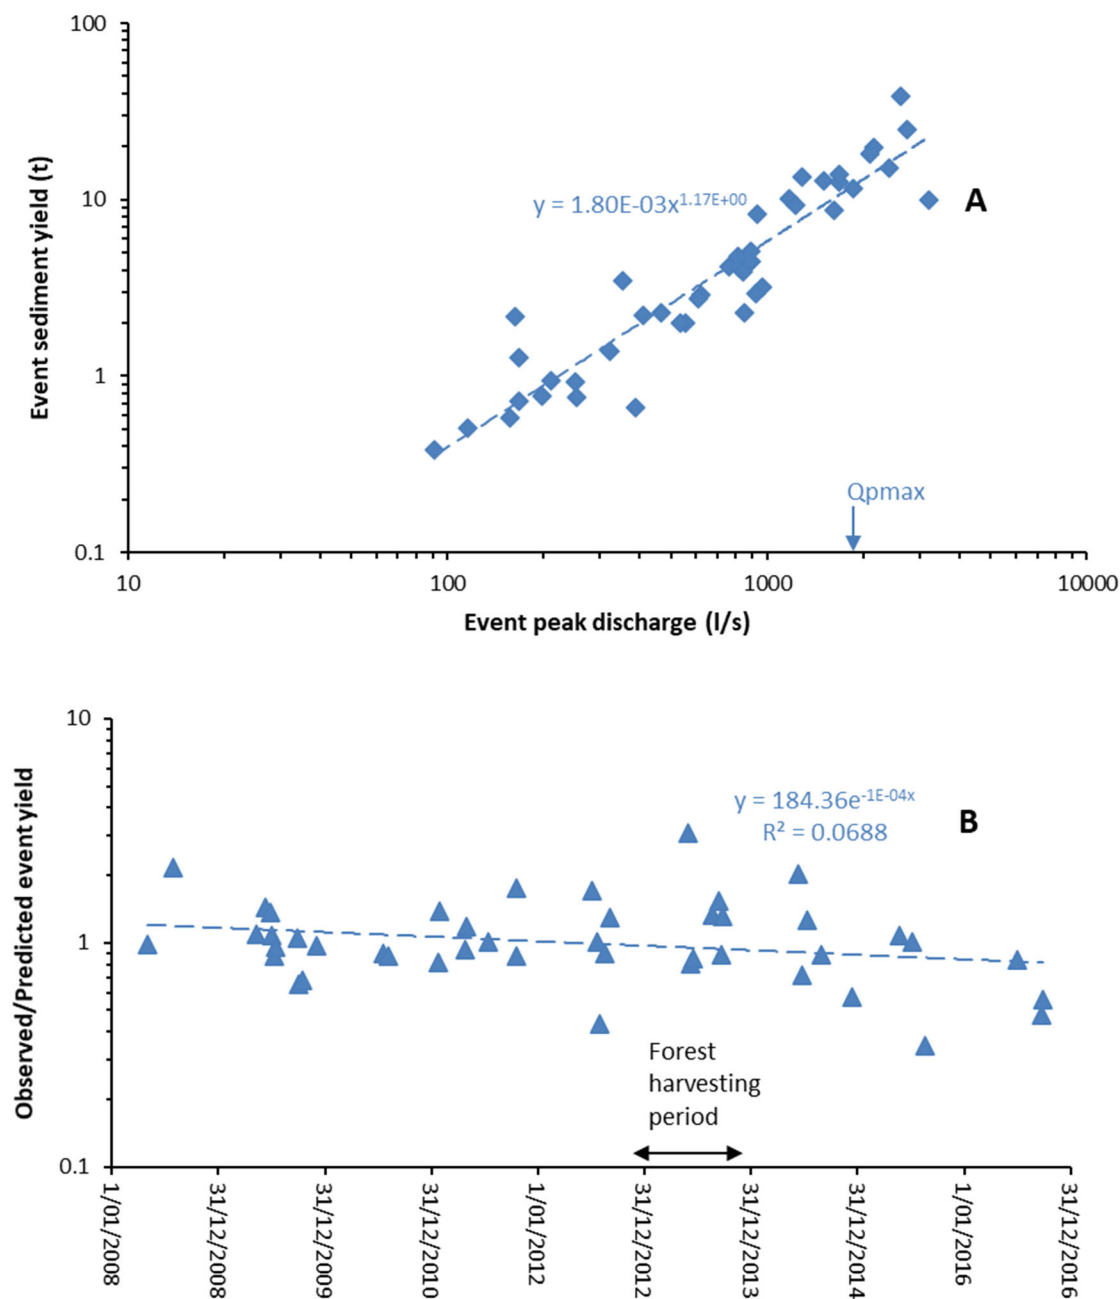 100
10
1
0.1
Event sediment yield (t)
y = 1.80E-03x^1.17E+00
A
Qpmax
10
100
1000
10000
Event peak discharge (l/s)
10
1
0.1
Observed/Predicted event yield
y = 184.36e^-1E-04x
R² = 0.0688
B
Forest
harvesting
period
1/01/2008
31/12/2008
31/12/2009
31/12/2010
1/01/2012
31/12/2012
31/12/2013
31/12/2014
1/01/2016
31/12/2016